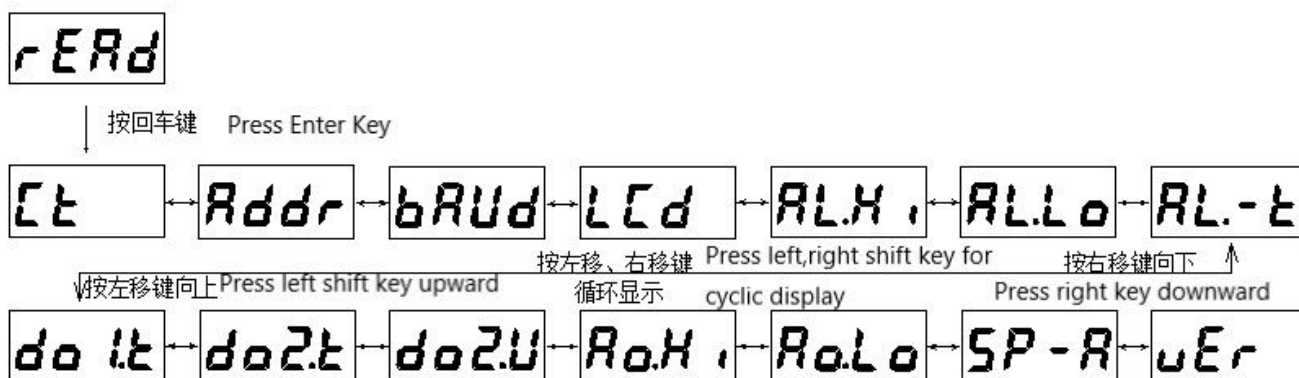 rEAd
按回车键 Press Enter Key
Ct Addr bAUd LCd AL.Hi AL.Lo AL.-t
按左移、右移键 Press left,right shift key for 按右移键向下
按左移键向上 Press left shift key upward 循环显示 cyclic display Press right key downward
do1.t do2.t do2.U Ao.Hi Ao.Lo SP-A vEr